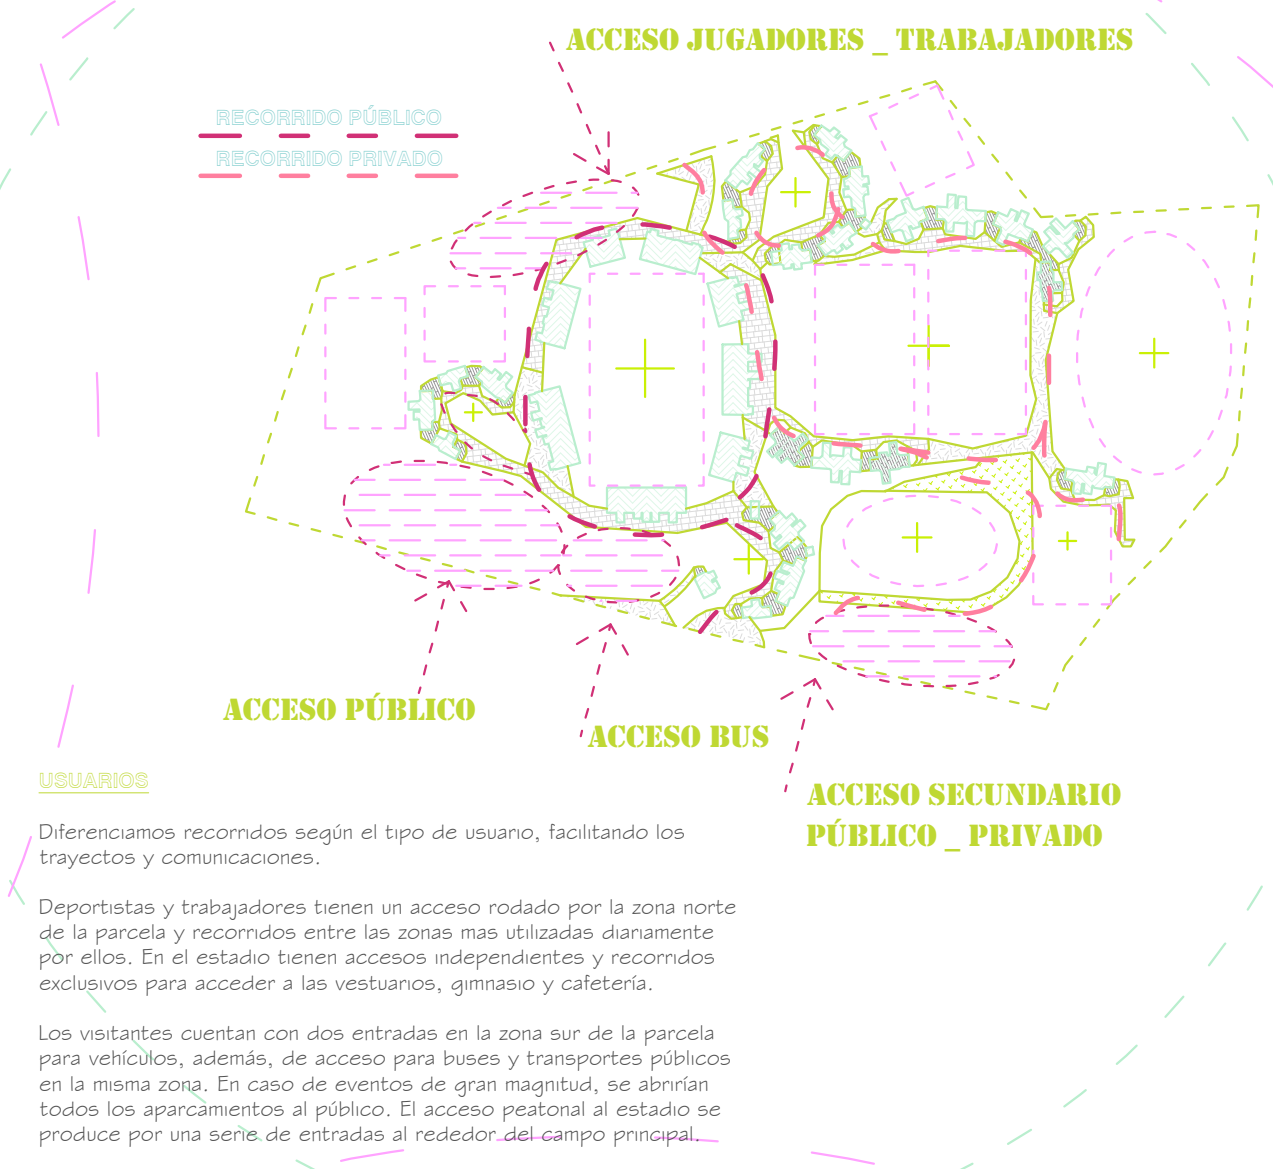 ACCESO JUGADORES _ TRABAJADORES
RECORRIDO PÚBLICO
RECORRIDO PRIVADO
ACCESO PÚBLICO
ACCESO BUS
ACCESO SECUNDARIO
PÚBLICO _ PRIVADO
USUARIOS
Diferenciamos recorridos según el tipo de usuario, facilitando los
trayectos y comunicaciones.
Deportistas y trabajadores tienen un acceso rodado por la zona norte
de la parcela y recorridos entre las zonas mas utilizadas diariamente
por ellos. En el estadio tienen accesos independientes y recorridos
exclusivos para acceder a las vestuarios, gimnasio y cafetería.
Los visitantes cuentan con dos entradas en la zona sur de la parcela
para vehículos, además, de acceso para buses y transportes públicos
en la misma zona. En caso de eventos de gran magnitud, se abrirían
todos los aparcamientos al público. El acceso peatonal al estadio se
produce por una serie de entradas al rededor del campo principal.